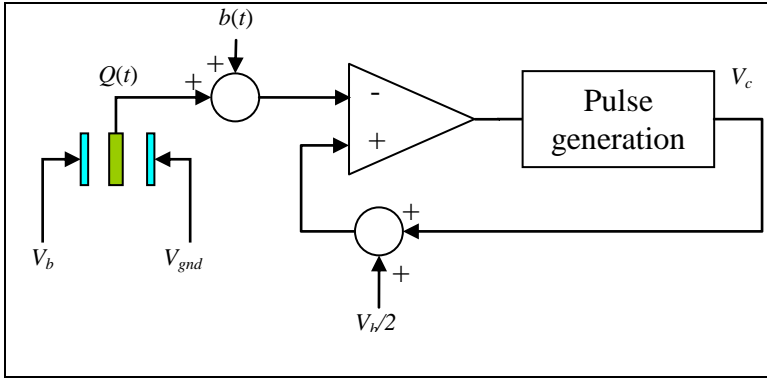 b(t)
+
Q(t)
+
V_c
-
Pulse
generation
+
+
V_b
V_gnd
+
V_b/2